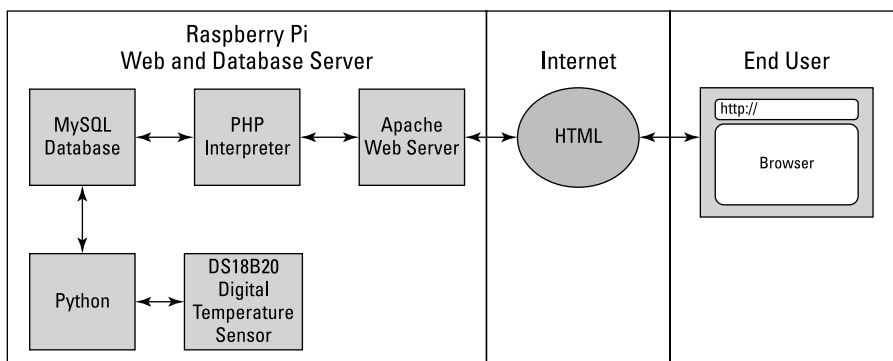 Raspberry Pi
Web and Database Server
Internet
End User
MySQL
Database
PHP
Interpreter
Apache
Web Server
HTML
http://
Browser
Python
DS18B20
Digital
Temperature
Sensor